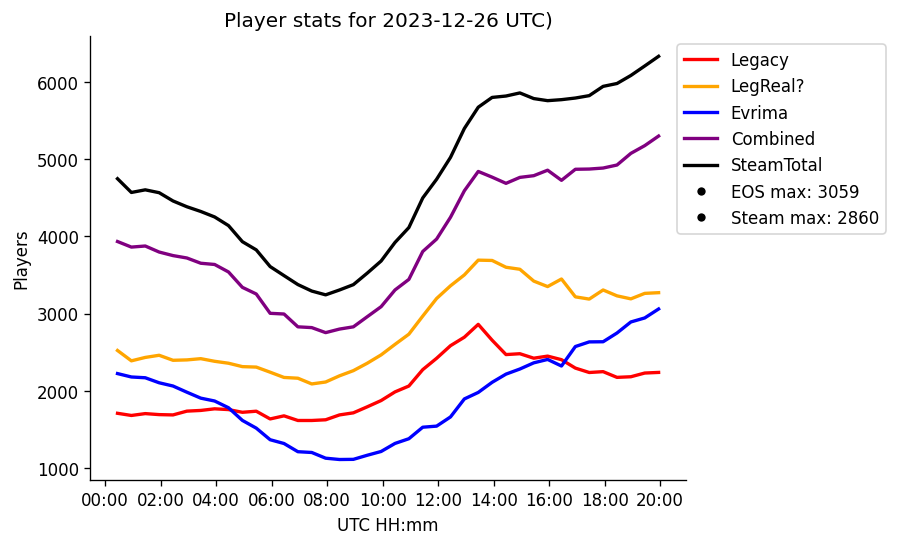 Player stats for 2023-12-26 UTC)
Legacy
LegReal?
Evrima
Combined
SteamTotal
EOS max: 3059
Steam max: 2860
Players
6000
5000
4000
3000
2000
1000
00:00 02:00 04:00 06:00 08:00 10:00 12:00 14:00 16:00 18:00 20:00
UTC HH:mm